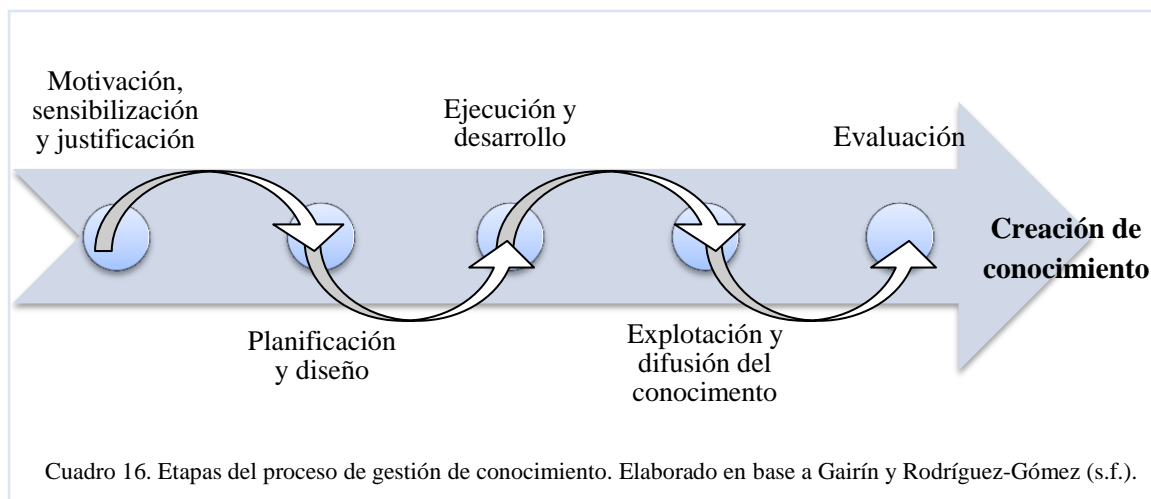 Motivación,
sensibilización
y justificación
Planificación
y diseño
Ejecución y
desarrollo
Explotación y
difusión del
conocimento
Evaluación
Creación de
conocimiento
Cuadro 16. Etapas del proceso de gestión de conocimiento. Elaborado en base a Gairín y Rodríguez-Gómez (s.f.).